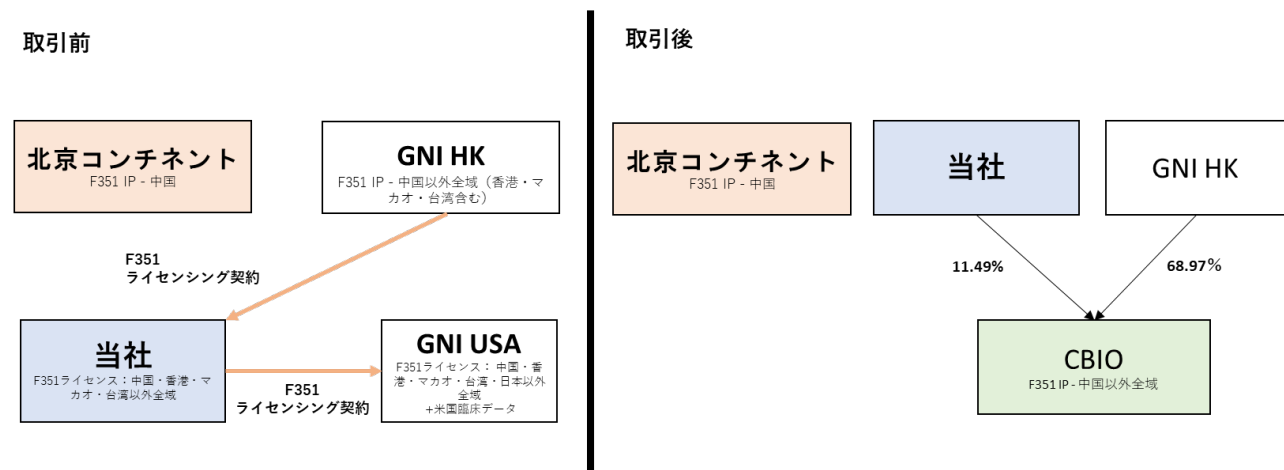 取引前
北京コンチネント
F351 IP - 中国
GNI HK
F351 IP - 中国以外全域（香港・マ
カオ・台湾含む）
F351
ライセンシング契約
当社
F351ライセンス：中国・香港・マ
カオ・台湾以外全域
F351
ライセンシング契約
GNI USA
F351ライセンス： 中国・香
港・マカオ・台湾・日本以外
全域
+米国臨床データ
取引後
北京コンチネント
F351 IP - 中国
当社
GNI HK
11.49%
68.97%
CBIO
F351 IP - 中国以外全域